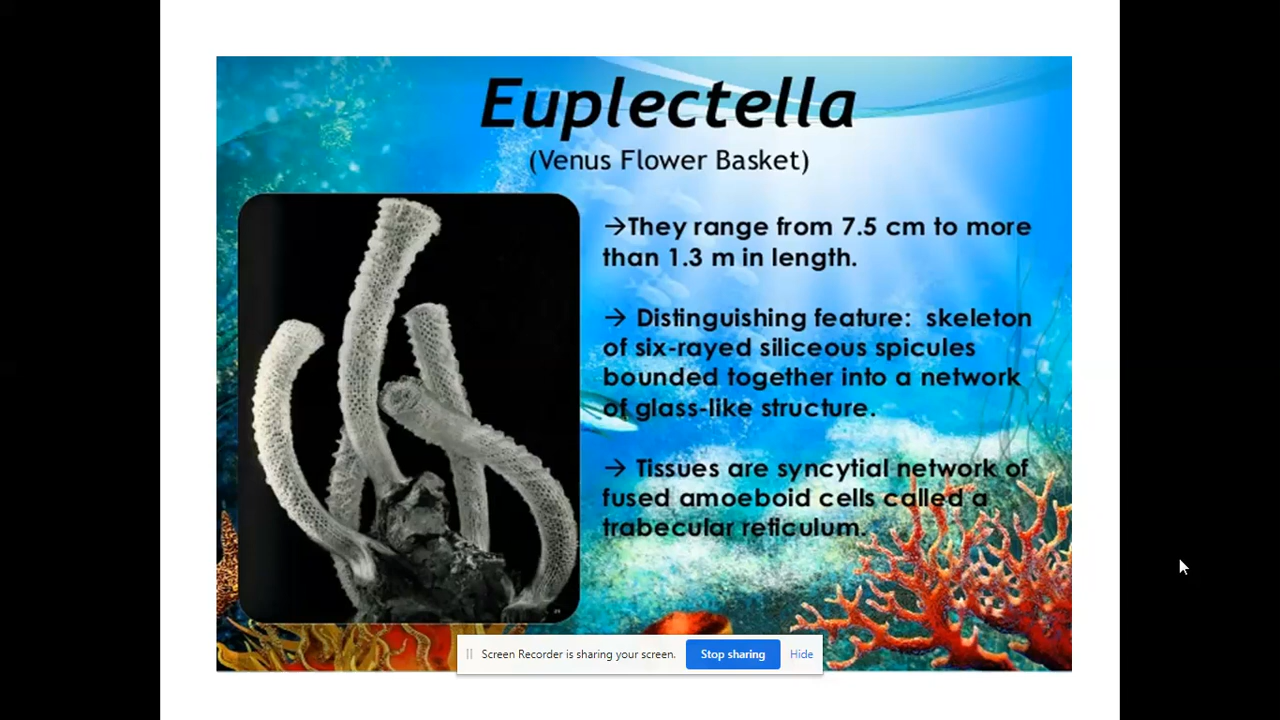 Euplectella
(Venus Flower Basket)
→They range from 7.5 cm to more
than 1.3 m in length.
→ Distinguishing feature: skeleton
of six-rayed siliceous spicules
bounded together into a network
of glass-like structure.
→ Tissues are syncytial network of
fused amoeboid cells called a
trabecular reticulum.
Screen Recorder is sharing your screen. Stop sharing Hide